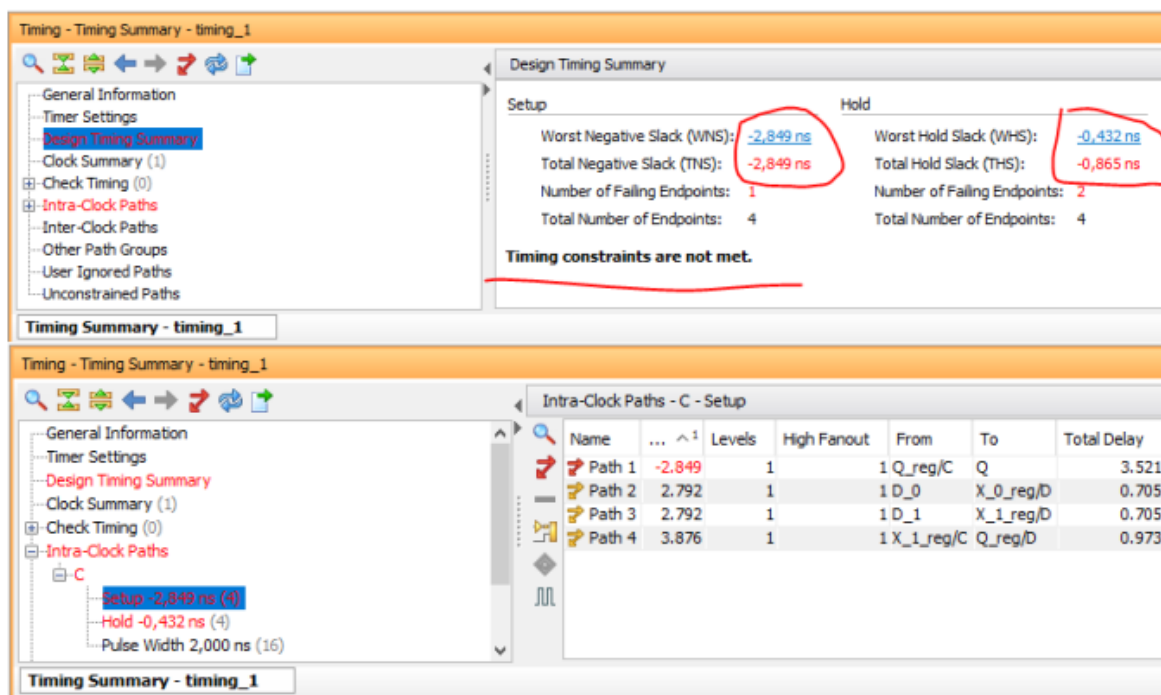 Timing - Timing Summary - timing_1
Design Timing Summary
General Information
Timer Settings
Design Timing Summary
Clock Summary (1)
Check Timing (0)
Intra-Clock Paths
Inter-Clock Paths
Other Path Groups
User Ignored Paths
Unconstrained Paths
Setup Hold
Worst Negative Slack (WNS): -2,849 ns Worst Hold Slack (WHS): -0,432 ns
Total Negative Slack (TNS): -2,849 ns Total Hold Slack (THS): -0,865 ns
Number of Failing Endpoints: 1 Number of Failing Endpoints: 2
Total Number of Endpoints: 4 Total Number of Endpoints: 4
Timing constraints are not met.
Timing Summary - timing_1
Timing - Timing Summary - timing_1
General Information
Timer Settings
Design Timing Summary
Clock Summary (1)
Check Timing (0)
Intra-Clock Paths
C
Setup -2,849 ns (4)
Hold -0,432 ns (4)
Pulse Width 2,000 ns (16)
Intra-Clock Paths - C - Setup
Name ... ^1 Levels High Fanout From To Total Delay
Path 1 -2.849 1 1 Q_reg/C Q 3.521
Path 2 2.792 1 1 D_0 X_0_reg/D 0.705
Path 3 2.792 1 1 D_1 X_1_reg/D 0.705
Path 4 3.876 1 1 X_1_reg/C Q_reg/D 0.973
Timing Summary - timing_1